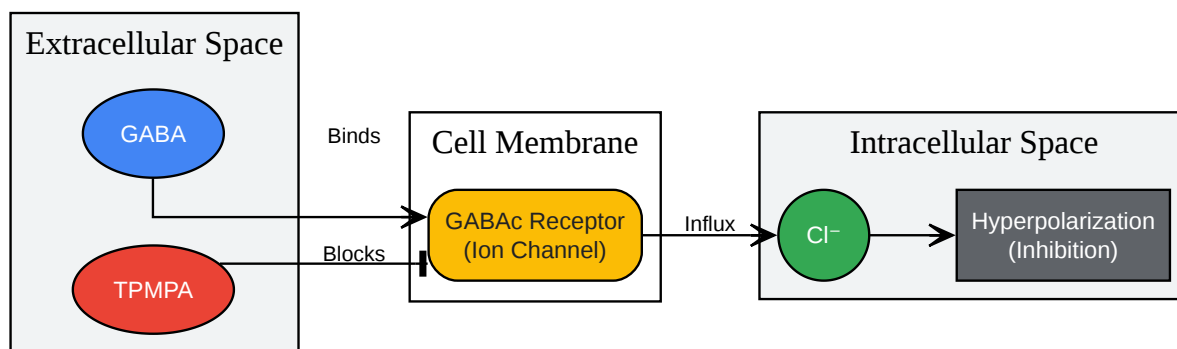 Extracellular Space
GABA
TPMPA
Binds
Blocks
Cell Membrane
GABAc Receptor
(Ion Channel)
Influx
Intracellular Space
Cl⁻
Hyperpolarization
(Inhibition)